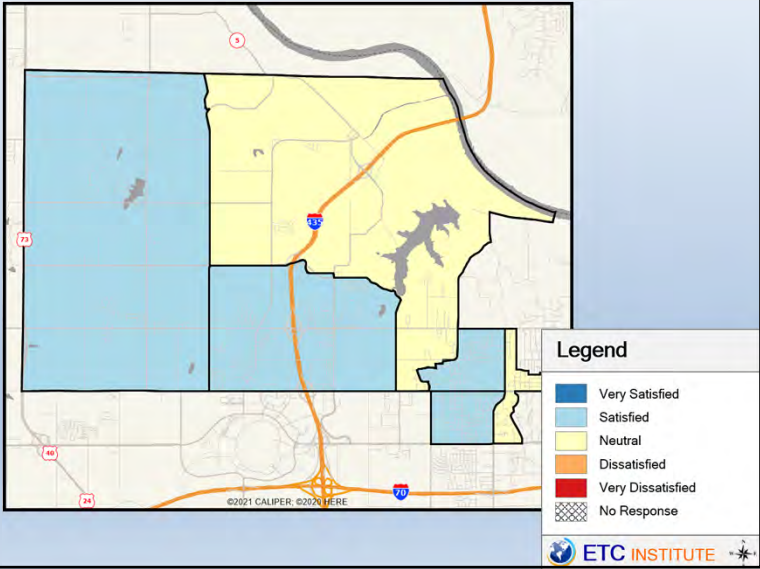 5
435
73
40
24
70
©2021 CALIPER; ©2020 HERE
Legend
Very Satisfied
Satisfied
Neutral
Dissatisfied
Very Dissatisfied
No Response
ETC INSTITUTE